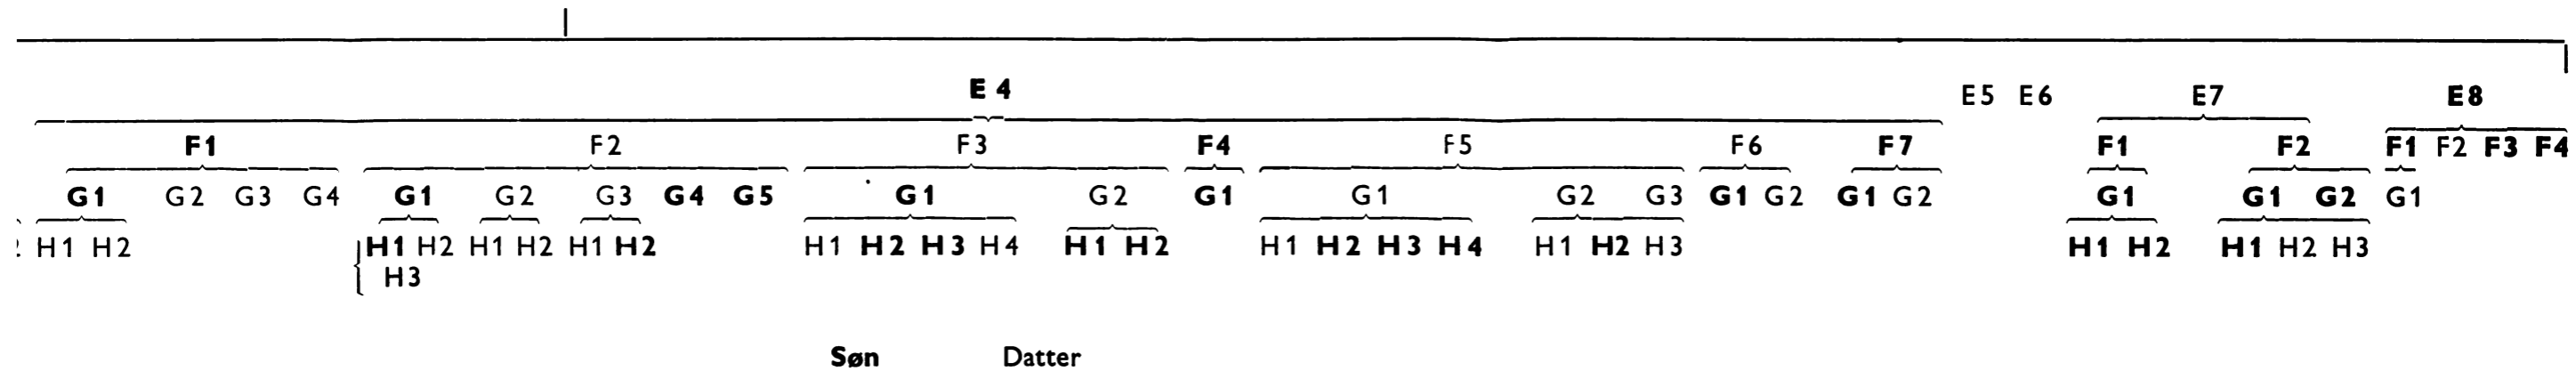 E 4 E5 E6 E7 E8
F1 F2 F3 F4 F5 F6 F7 F1 F2 F1 F2 F3 F4
G1 G2 G3 G4 G1 G2 G3 G4 G5 G1 G2 G1 G1 G2 G3 G1 G2 G1 G2 G1 G1 G2 G1
H1 H2 H1 H2 H1 H2 H1 H2 H1 H2 H3 H4 H1 H2 H1 H2 H3 H4 H1 H2 H3 H1 H2 H1 H2 H3
H3
Søn Datter